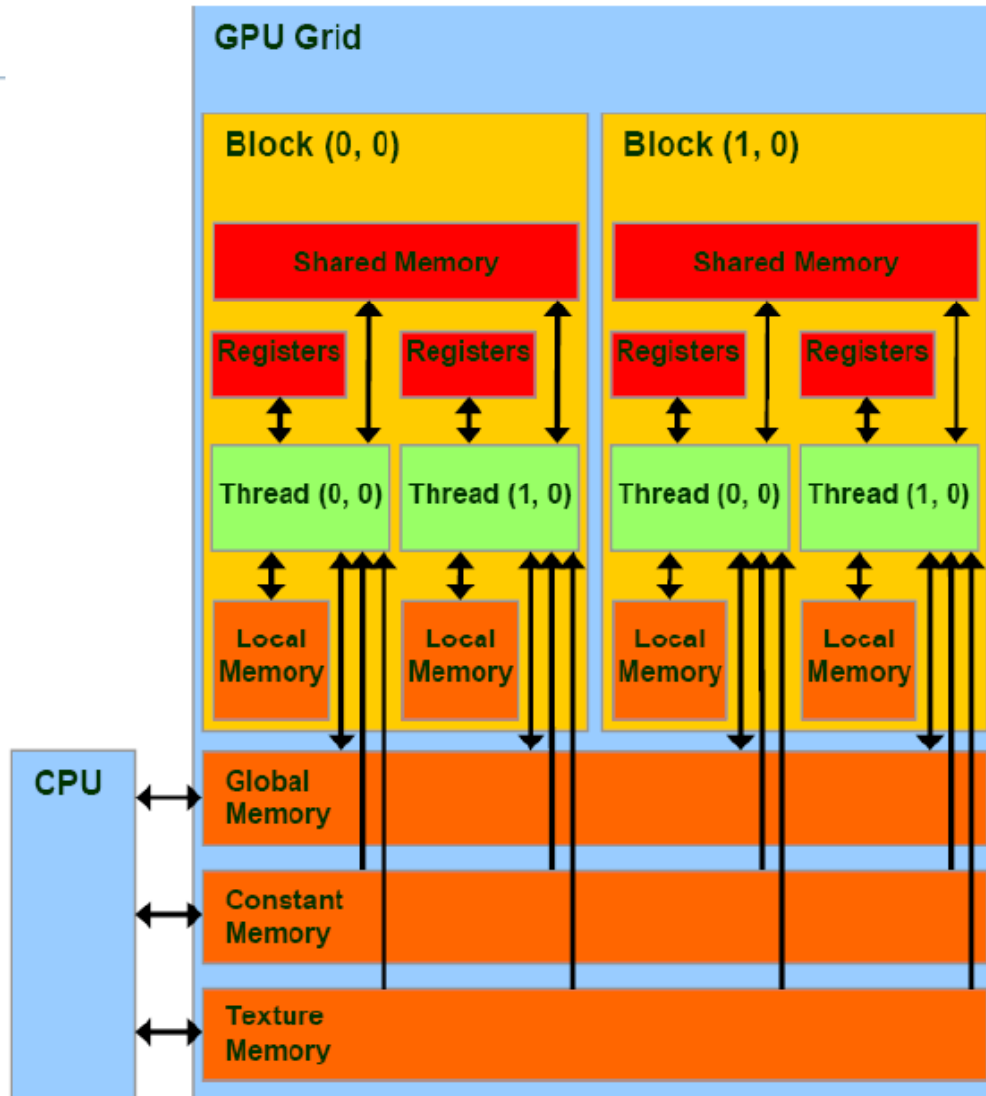 GPU Grid
Block (0, 0)
Block (1, 0)
Shared Memory
Shared Memory
Registers
Registers
Registers
Registers
Thread (0, 0)
Thread (1, 0)
Thread (0, 0)
Thread (1, 0)
Local
Memory
Local
Memory
Local
Memory
Local
Memory
CPU
Global
Memory
Constant
Memory
Texture
Memory